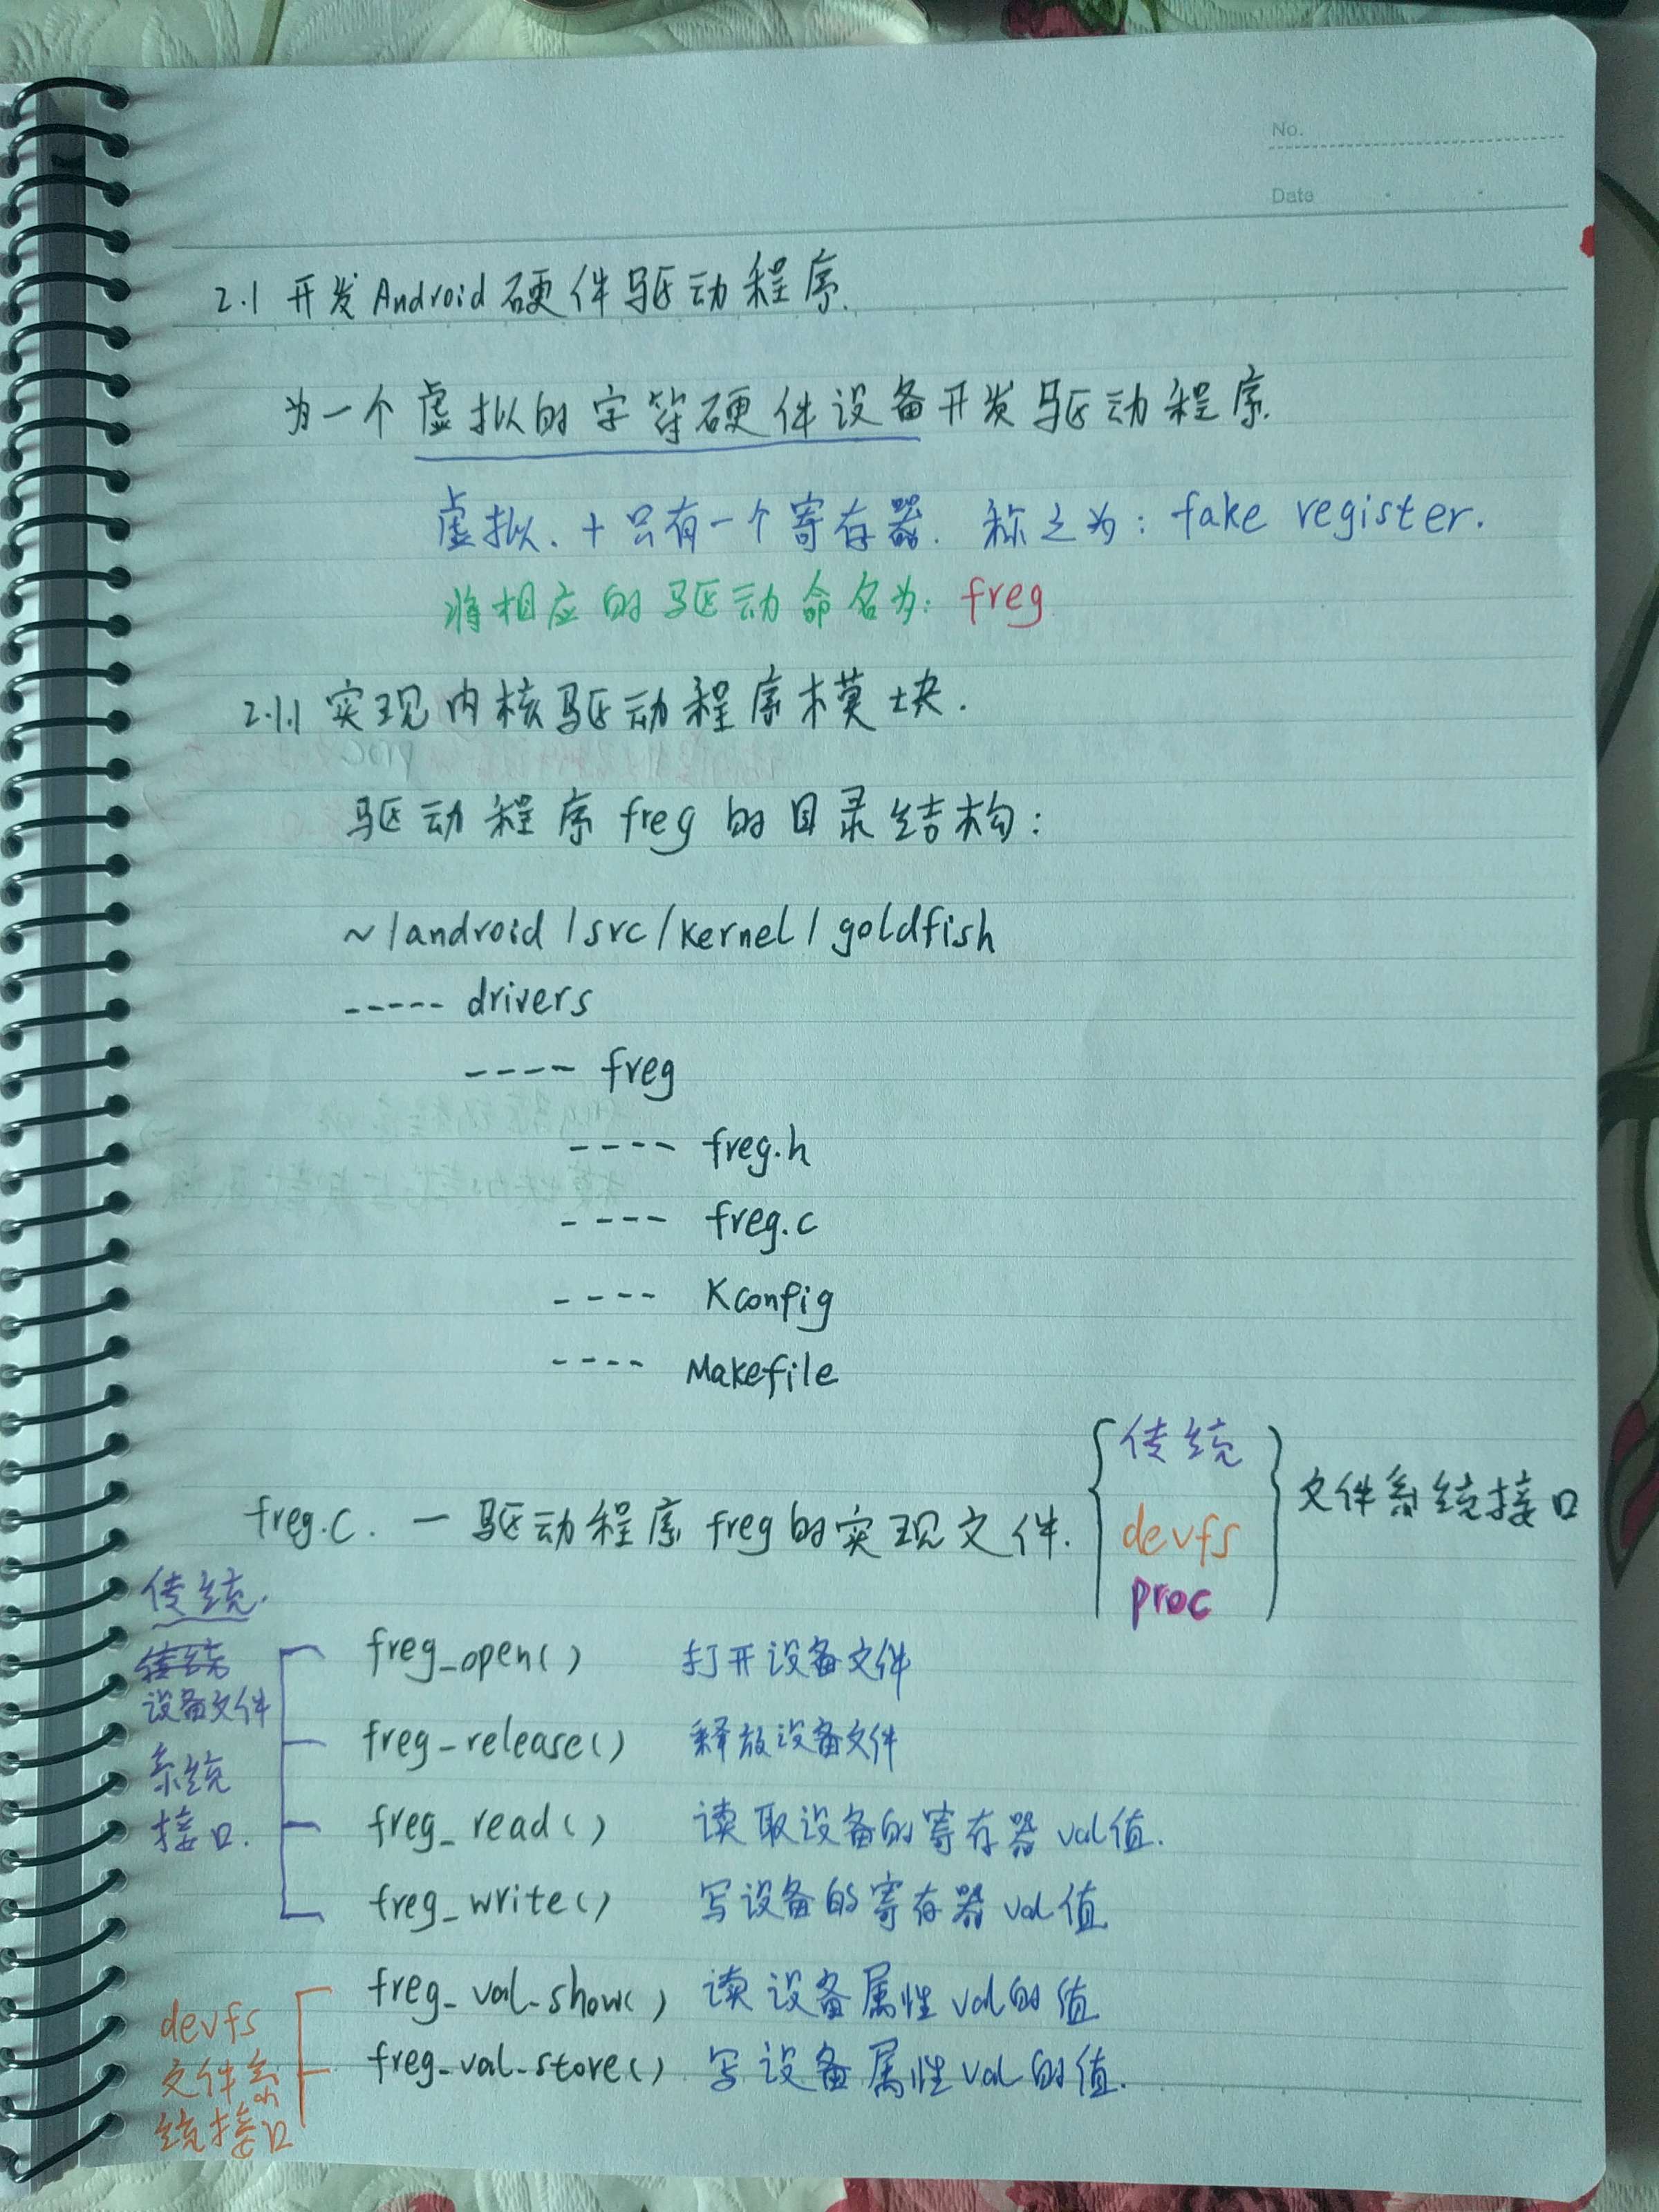 No.
Date
2.1 开发Android硬件驱动程序.
为一个虚拟的字符硬件设备开发驱动程序.
虚拟、+只有一个寄存器. 称之为: fake register.
将相应的驱动命名为: freg
2.1.1 实现内核驱动程序模块.
驱动程序freg的目录结构:
~/android/src/kernel/goldfish
----- drivers
---- freg
---- freg.h
---- freg.c
---- Kconfig
---- Makefile
freg.c. — 驱动程序freg的实现文件. { 传统 devfs proc } 文件系统接口
传统.
设备文件
系统
接口.
freg_open() 打开设备文件
freg_release() 释放设备文件
freg_read() 读取设备的寄存器val值.
freg_write() 写设备的寄存器val值
devfs
文件系
统接口
freg_val_show() 读设备属性val的值
freg_val_store() 写设备属性val的值.